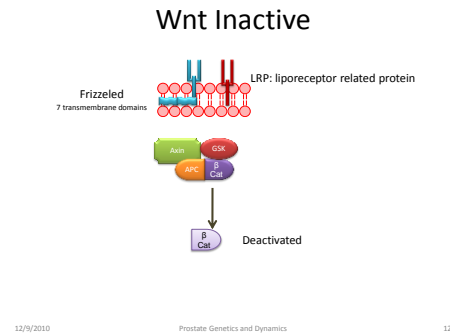 Wnt Inactive
LRP: liporeceptor related protein
Frizzeled
7 transmembrane domains
Axin
GSK
APC
β
Cat
β
Cat
Deactivated
12/9/2010
Prostate Genetics and Dynamics
12